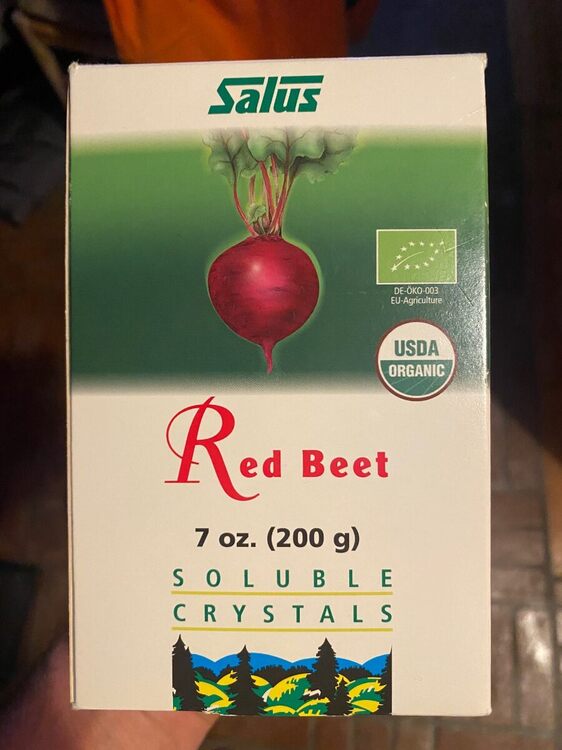 Salus
DE-ÖKO-003
EU-Agriculture
USDA
ORGANIC
Red Beet
7 oz. (200 g)
SOLUBLE
CRYSTALS